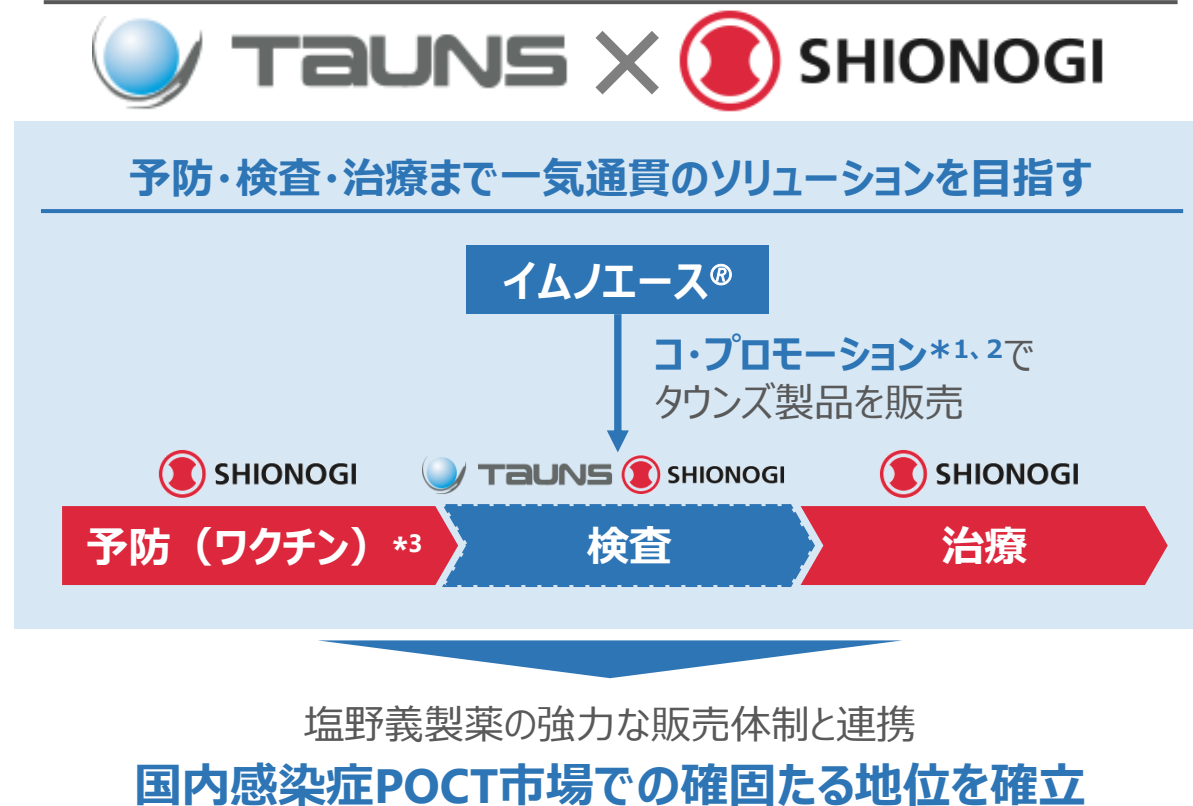 TAUNS × SHIONOGI
予防・検査・治療まで一気通貫のソリューションを目指す
イムノエース®
コ・プロモーション*1、2で
タウンズ製品を販売
SHIONOGI TAUNS SHIONOGI SHIONOGI
予防（ワクチン）*3 検査 治療
塩野義製薬の強力な販売体制と連携
国内感染症POCT市場での確固たる地位を確立